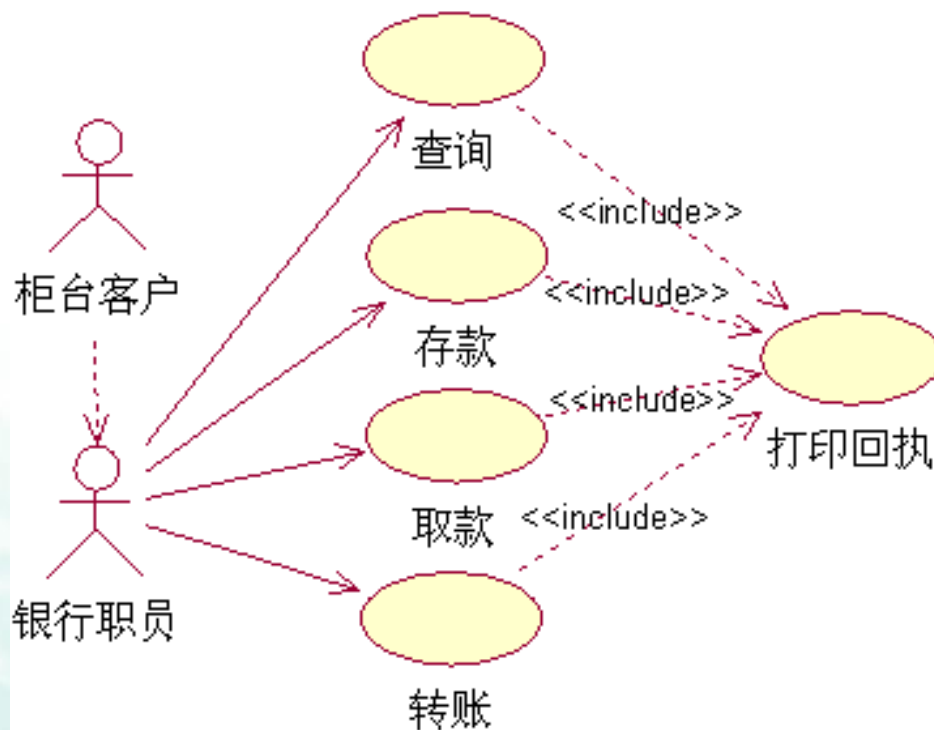 查询
<<include>>
柜台客户
<<include>>
存款
<<include>>
打印回执
取款
<<include>>
银行职员
转账